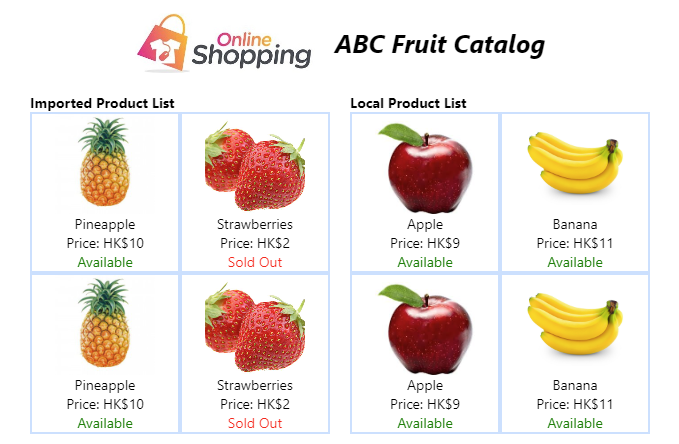 Online
Shopping
ABC Fruit Catalog
Imported Product List
Pineapple
Price: HK$10
Available
Strawberries
Price: HK$2
Sold Out
Pineapple
Price: HK$10
Available
Strawberries
Price: HK$2
Sold Out
Local Product List
Apple
Price: HK$9
Available
Banana
Price: HK$11
Available
Apple
Price: HK$9
Available
Banana
Price: HK$11
Available